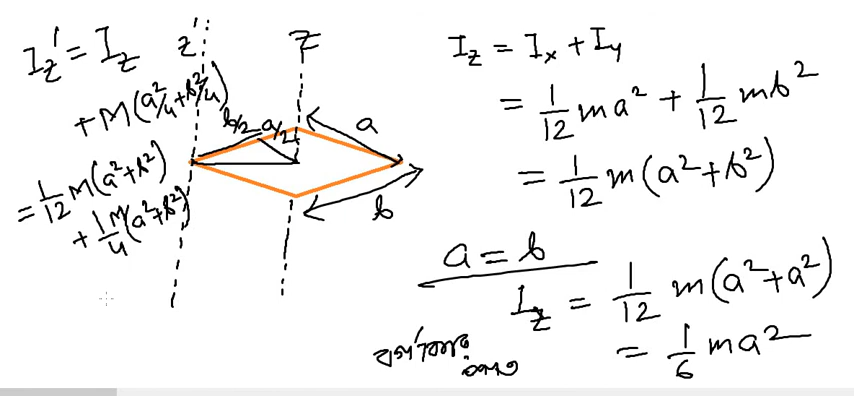 I_z' = I_z
+ M(a²/4 + b²/4)
= 1/12 M(a²+b²)
+ 1/4 M(a²+b²)
z'
z
b/2
a/2
a
b
I_z = I_x + I_y
= 1/12 ma² + 1/12 mb²
= 1/12 m(a²+b²)
a = b
I_z = 1/12 m(a²+a²)
= 1/6 ma²